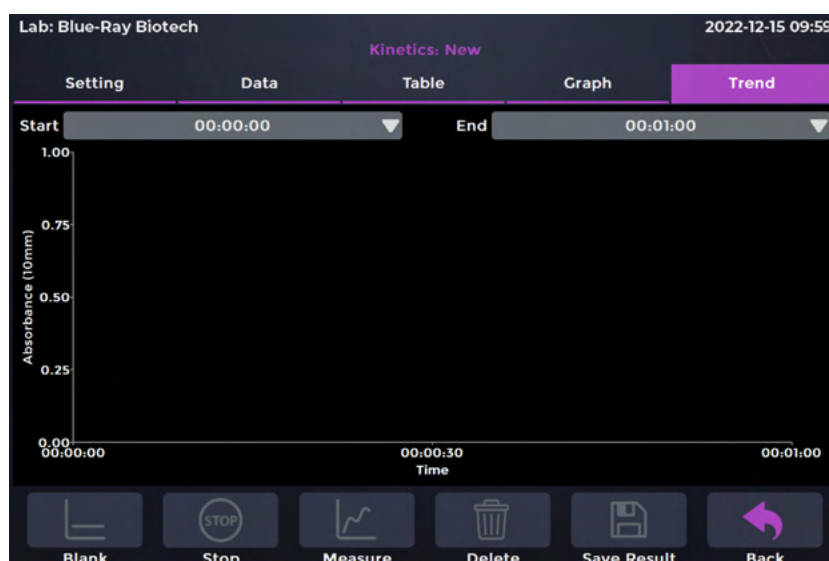 Lab: Blue-Ray Biotech 2022-12-15 09:59
Kinetics: New
Setting Data Table Graph Trend
Start 00:00:00 End 00:01:00
1.00
0.75
0.50
0.25
0.00
Absorbance (10mm)
00:00:00 00:00:30 00:01:00
Time
STOP
Blank Stop Measure Delete Save Result Back